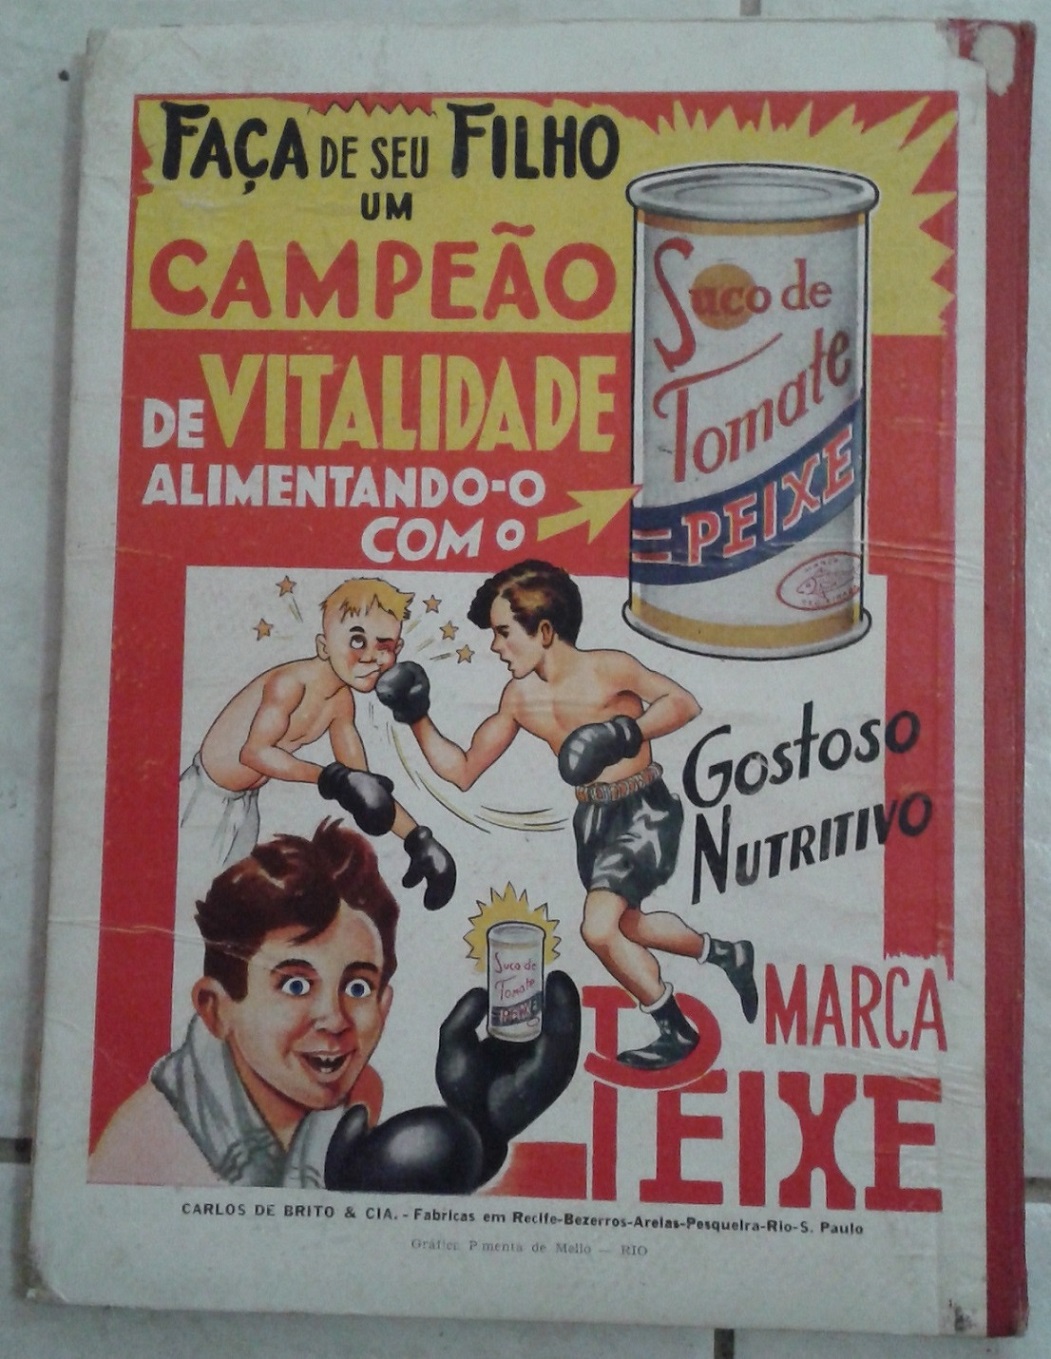 FAÇA DE SEU FILHO
UM
CAMPEÃO
DE VITALIDADE
ALIMENTANDO-O
COM O
Suco de
Tomate
=PEIXE
Gostoso
NUTRITIVO
Suco de
Tomate
PEIXE
MARCA
PEIXE
CARLOS DE BRITO & CIA. - Fabricas em Recife-Bezerros-Areias-Pesqueira-Rio-S. Paulo
Gráfica Pimenta de Mello — RIO